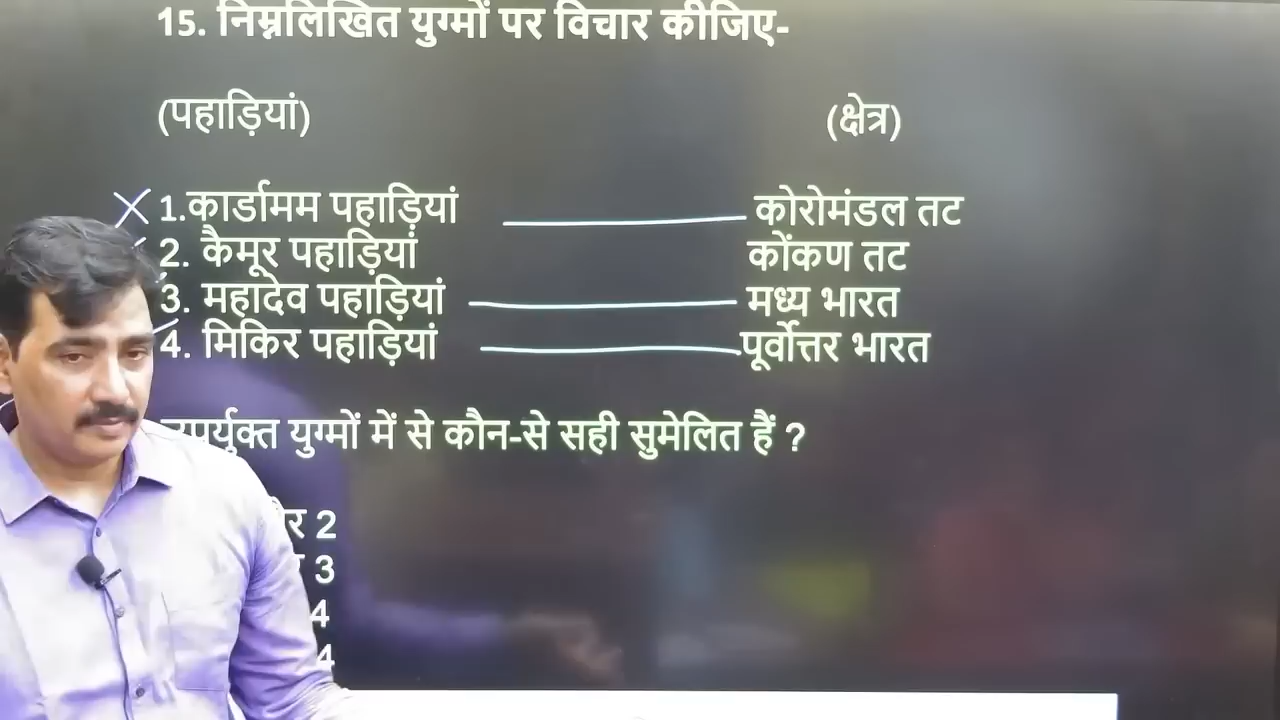 15. निम्नलिखित युग्मों पर विचार कीजिए-
(पहाड़ियां) (क्षेत्र)
1.कार्डामम पहाड़ियां कोरोमंडल तट
2. कैमूर पहाड़ियां कोंकण तट
3. महादेव पहाड़ियां मध्य भारत
4. मिकिर पहाड़ियां पूर्वोत्तर भारत
युग्मों में से कौन-से सही सुमेलित हैं ?
2
3
4
4